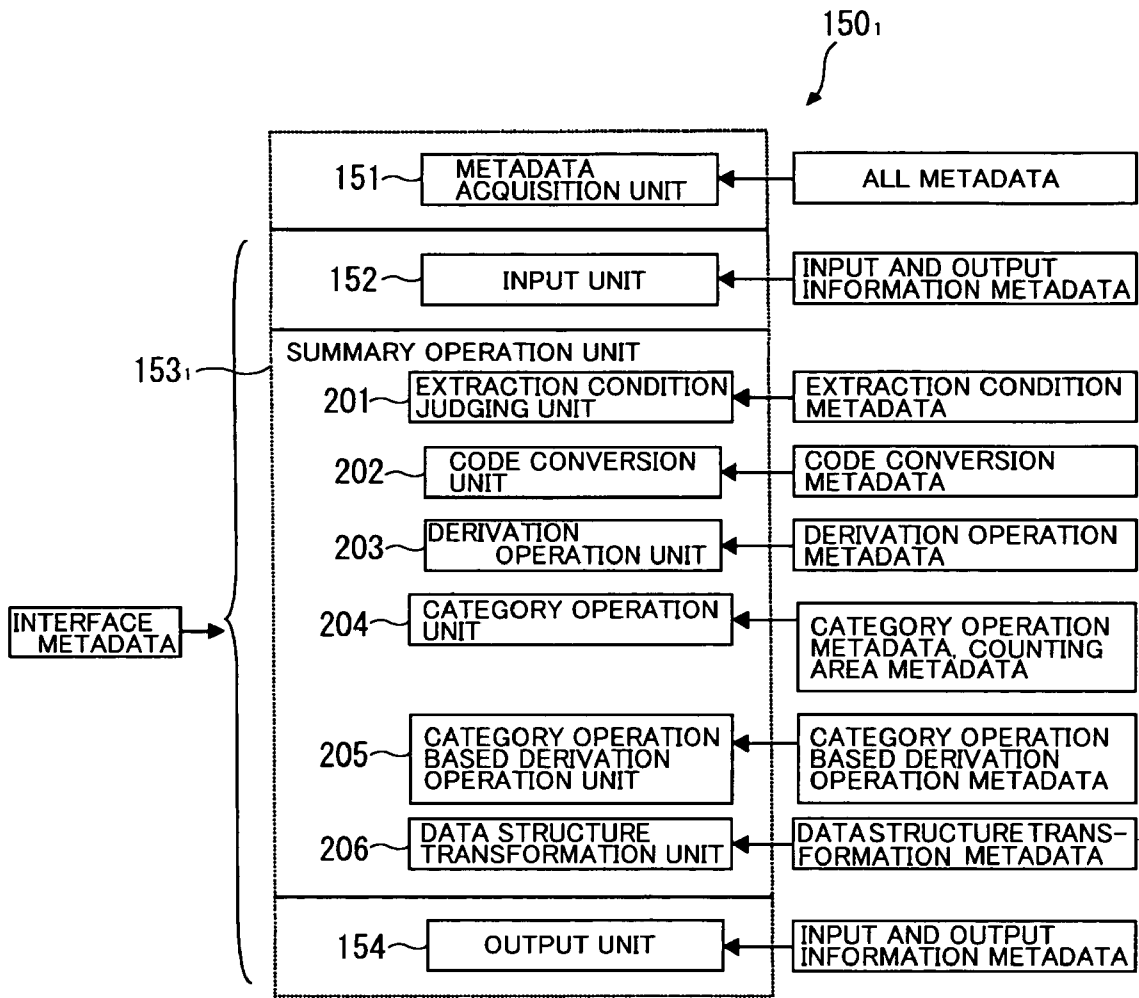 150₁
151
METADATA
ACQUISITION UNIT
ALL METADATA
152
INPUT UNIT
INPUT AND OUTPUT
INFORMATION METADATA
153₁
SUMMARY OPERATION UNIT
201
EXTRACTION CONDITION
JUDGING UNIT
EXTRACTION CONDITION
METADATA
202
CODE CONVERSION
UNIT
CODE CONVERSION
METADATA
203
DERIVATION
OPERATION UNIT
DERIVATION OPERATION
METADATA
INTERFACE
METADATA
204
CATEGORY OPERATION
UNIT
CATEGORY OPERATION
METADATA, COUNTING
AREA METADATA
205
CATEGORY OPERATION
BASED DERIVATION
OPERATION UNIT
CATEGORY OPERATION
BASED DERIVATION
OPERATION METADATA
206
DATA STRUCTURE
TRANSFORMATION UNIT
DATA STRUCTURE TRANS-
FORMATION METADATA
154
OUTPUT UNIT
INPUT AND OUTPUT
INFORMATION METADATA